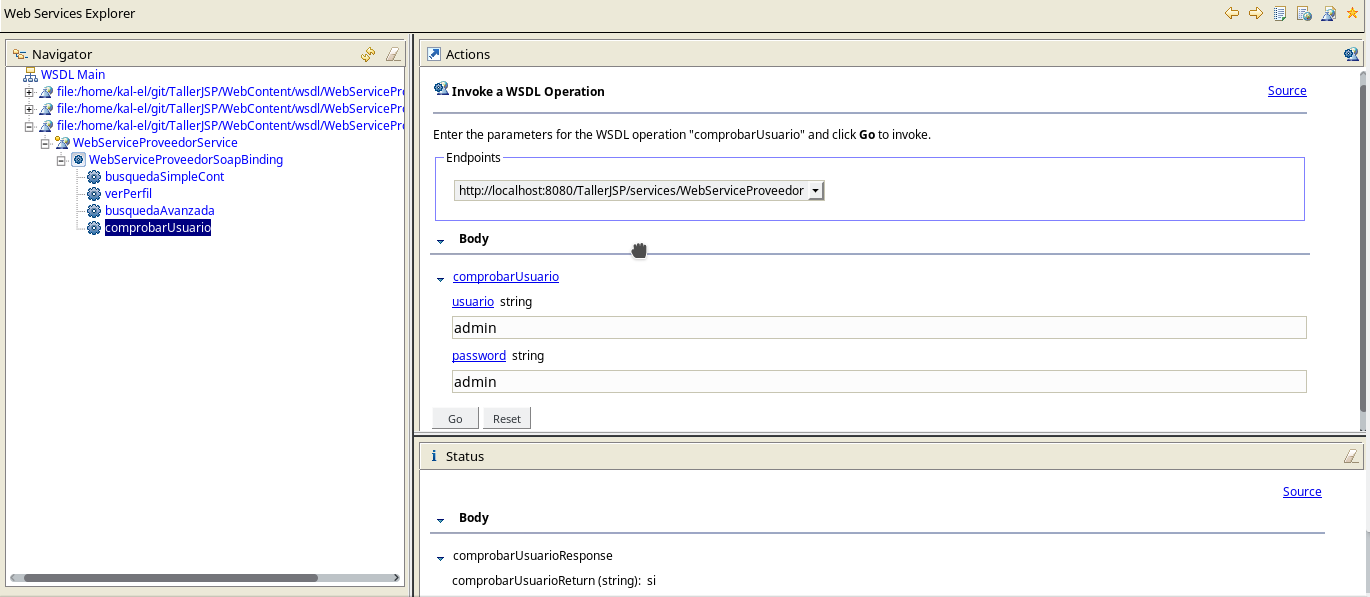 Web Services Explorer
Navigator
WSDL Main
file:/home/kal-el/git/TallerJSP/WebContent/wsdl/WebServicePr
file:/home/kal-el/git/TallerJSP/WebContent/wsdl/WebServicePr
file:/home/kal-el/git/TallerJSP/WebContent/wsdl/WebServicePr
WebServiceProveedorService
WebServiceProveedorSoapBinding
busquedaSimpleCont
verPerfil
busquedaAvanzada
comprobarUsuario
Actions
Invoke a WSDL Operation
Source
Enter the parameters for the WSDL operation "comprobarUsuario" and click Go to invoke.
Endpoints
http://localhost:8080/TallerJSP/services/WebServiceProveedor
Body
comprobarUsuario
usuario string
admin
password string
admin
Go Reset
i Status
Source
Body
comprobarUsuarioResponse
comprobarUsuarioReturn (string): si